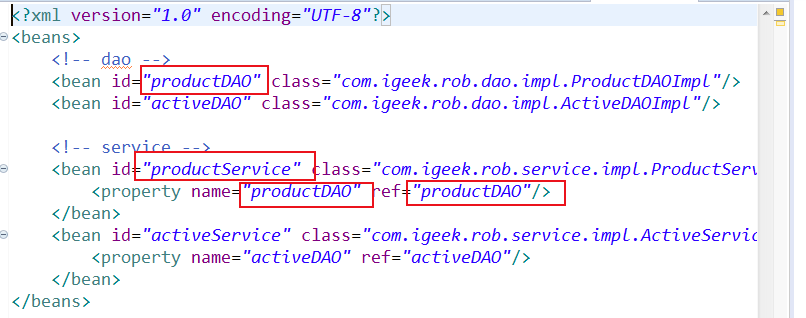 <?xml version="1.0" encoding="UTF-8"?>
<beans>
<!-- dao -->
<bean id="productDAO" class="com.igeek.rob.dao.impl.ProductDAOImpl"/>
<bean id="activeDAO" class="com.igeek.rob.dao.impl.ActiveDAOImpl"/>
<!-- service -->
<bean id="productService" class="com.igeek.rob.service.impl.ProductServ
<property name="productDAO" ref="productDAO"/>
</bean>
<bean id="activeService" class="com.igeek.rob.service.impl.ActiveServic
<property name="activeDAO" ref="activeDAO"/>
</bean>
</beans>